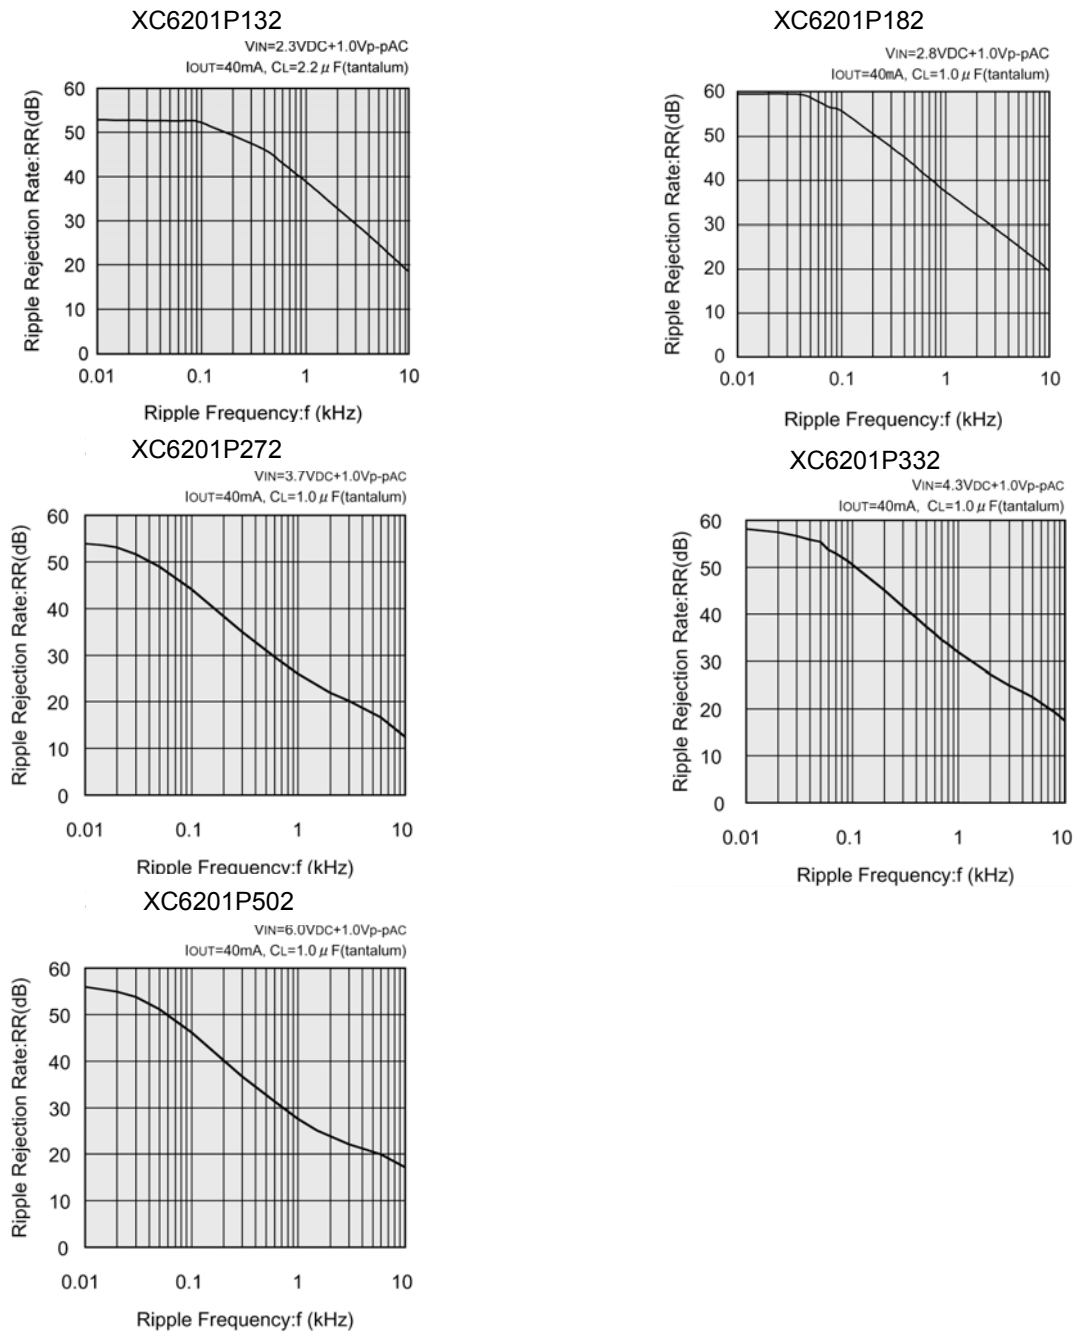 XC6201P132
VIN=2.3VDC+1.0Vp-pAC
IOUT=40mA, CL=2.2 μ F(tantalum)
Ripple Rejection Rate:RR(dB)
60
50
40
30
20
10
0
0.01 0.1 1 10
Ripple Frequency:f (kHz)
XC6201P182
VIN=2.8VDC+1.0Vp-pAC
IOUT=40mA, CL=1.0 μ F(tantalum)
Ripple Rejection Rate:RR(dB)
60
50
40
30
20
10
0
0.01 0.1 1 10
Ripple Frequency:f (kHz)
XC6201P272
VIN=3.7VDC+1.0Vp-pAC
IOUT=40mA, CL=1.0 μ F(tantalum)
Ripple Rejection Rate:RR(dB)
60
50
40
30
20
10
0
0.01 0.1 1 10
Ripple Frequency:f (kHz)
XC6201P332
VIN=4.3VDC+1.0Vp-pAC
IOUT=40mA, CL=1.0 μ F(tantalum)
Ripple Rejection Rate:RR(dB)
60
50
40
30
20
10
0
0.01 0.1 1 10
Ripple Frequency:f (kHz)
XC6201P502
VIN=6.0VDC+1.0Vp-pAC
IOUT=40mA, CL=1.0 μ F(tantalum)
Ripple Rejection Rate:RR(dB)
60
50
40
30
20
10
0
0.01 0.1 1 10
Ripple Frequency:f (kHz)